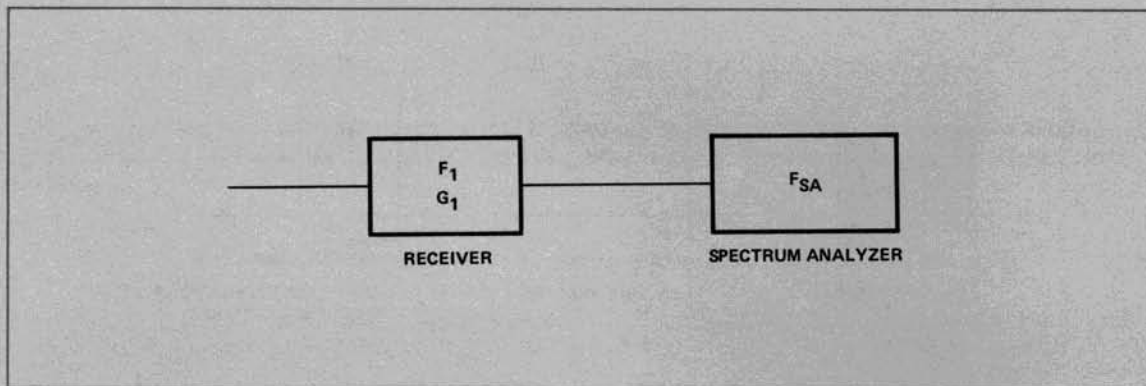 F1
G1
RECEIVER
FSA
SPECTRUM ANALYZER